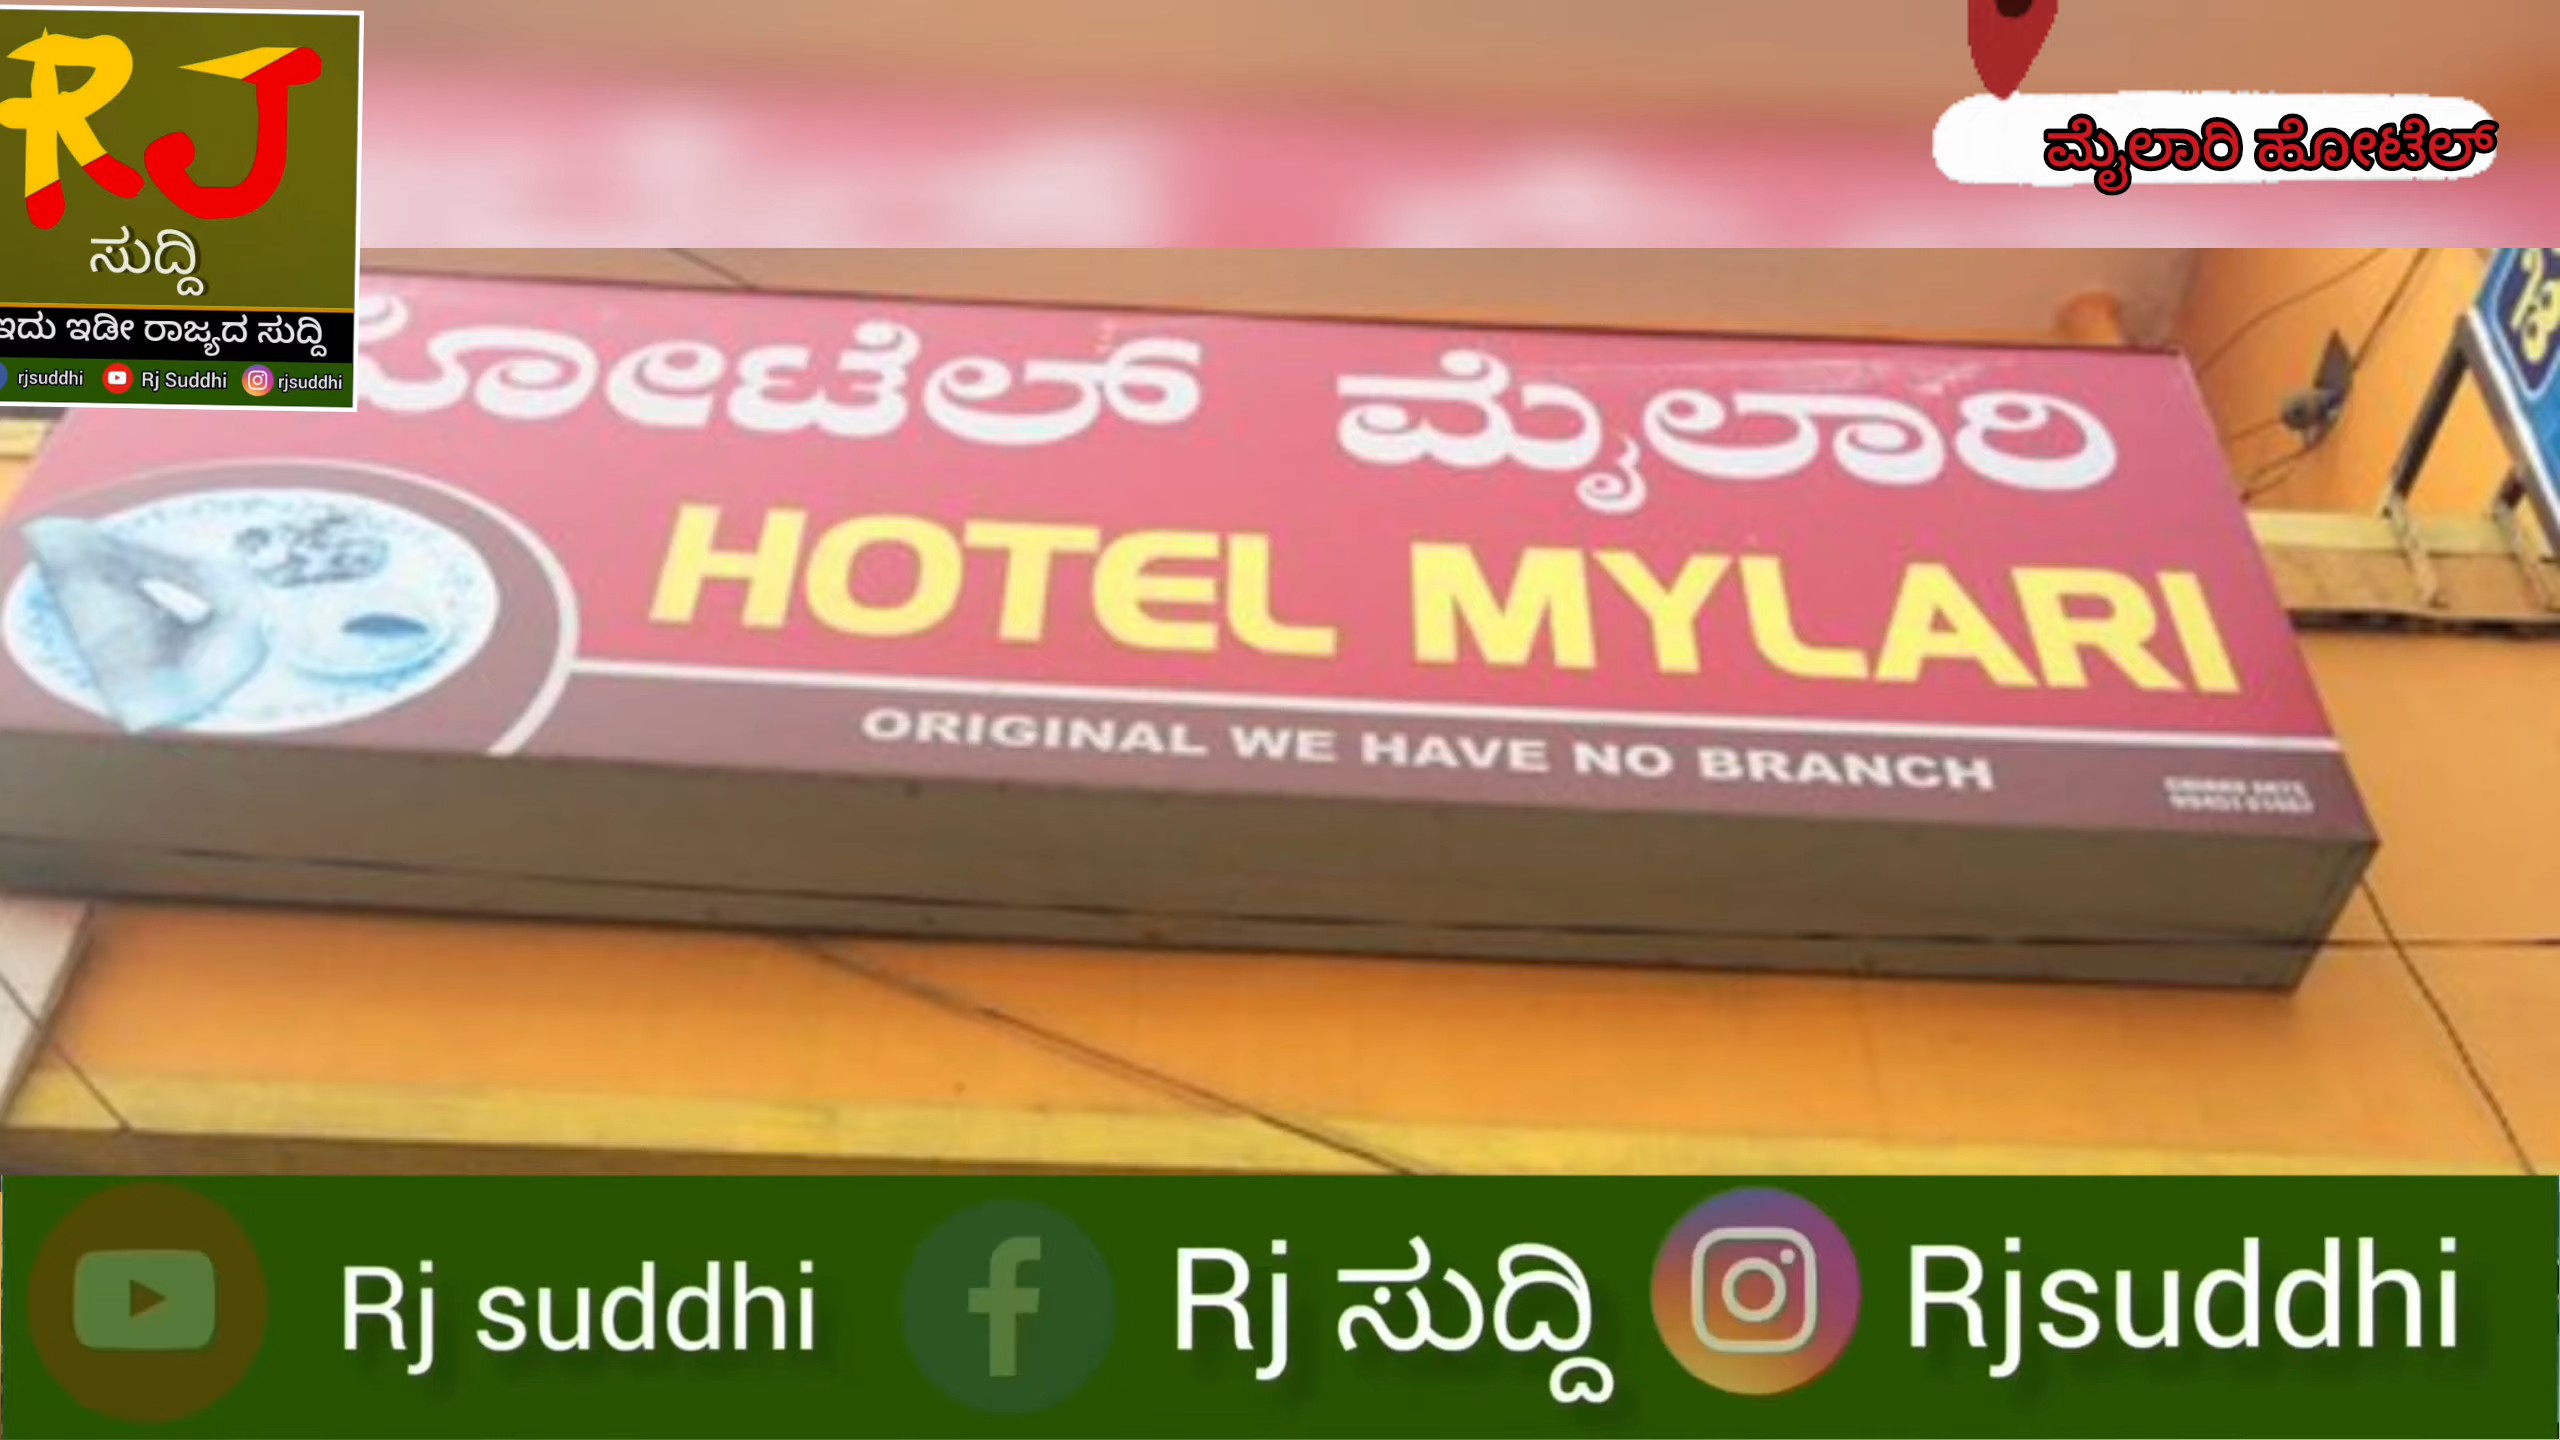 RJ
ಸುದ್ದಿ
ಇದು ಇಡೀ ರಾಜ್ಯದ ಸುದ್ದಿ
rjsuddhi Rj Suddhi rjsuddhi
ಮೈಲಾರಿ ಹೋಟೆಲ್
ಹೋಟೆಲ್ ಮೈಲಾರಿ
HOTEL MYLARI
ORIGINAL WE HAVE NO BRANCH
Rj suddhi Rj ಸುದ್ದಿ Rjsuddhi